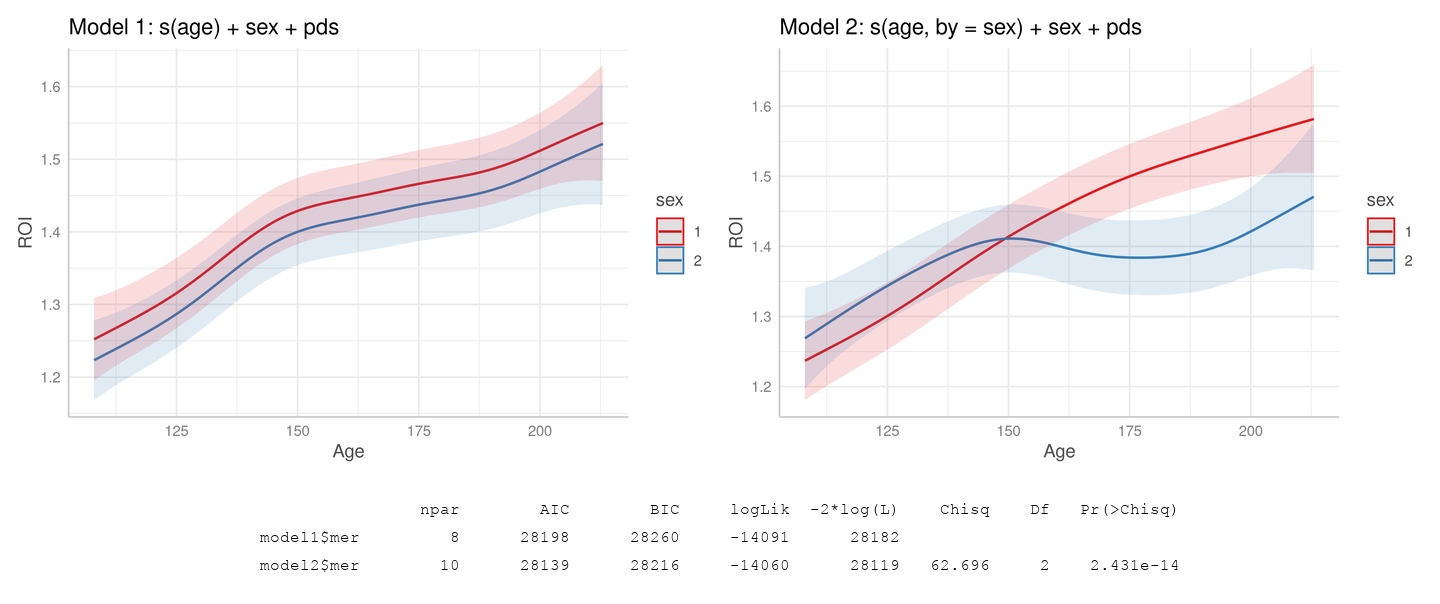 Model 1: s(age) + sex + pds
1.6
1.5
1.4
1.3
1.2
ROI
125 150 175 200
Age
sex
1
2
Model 2: s(age, by = sex) + sex + pds
1.6
1.5
1.4
1.3
1.2
ROI
125 150 175 200
Age
sex
1
2
npar AIC BIC logLik -2*log(L) Chisq Df Pr(>Chisq)
model1$mer 8 28198 28260 -14091 28182
model2$mer 10 28139 28216 -14060 28119 62.696 2 2.431e-14